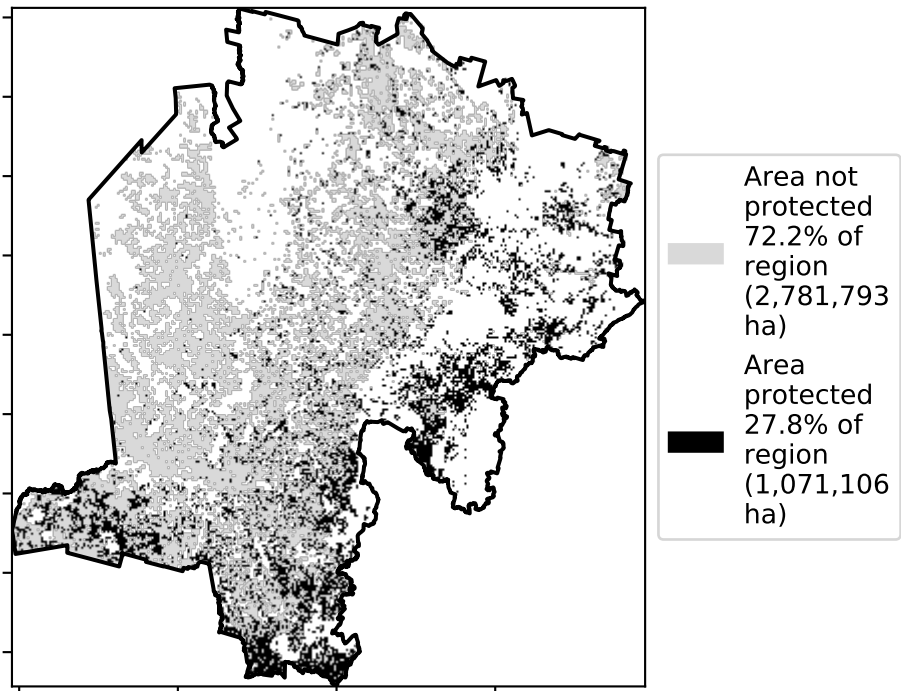 Area not
protected
72.2% of
region
(2,781,793
ha)
Area
protected
27.8% of
region
(1,071,106
ha)